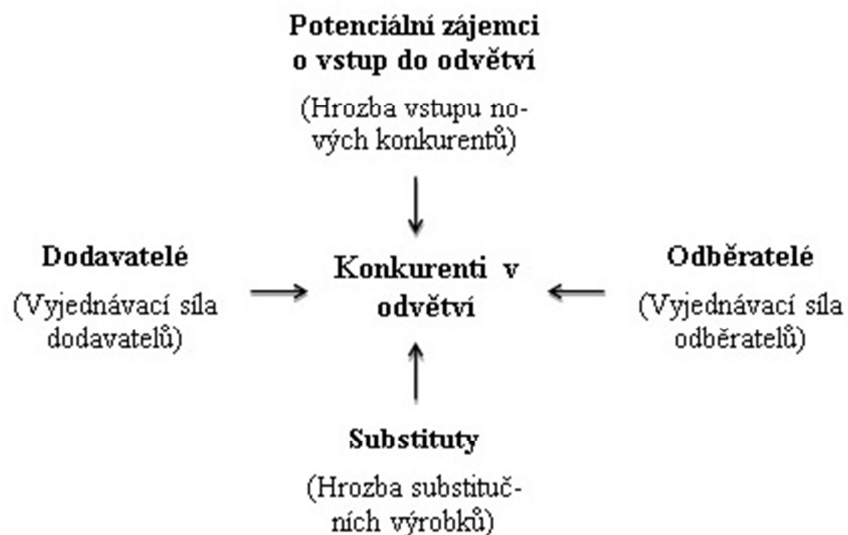 Potenciální zájemci
o vstup do odvětví
(Hrozba vstupu no-
vých konkurentů)
Dodavatelé
(Vyjednávací síla
dodavatelů)
Konkurenti v
odvětví
Odběratelé
(Vyjednávací síla
odběratelů)
Substituty
(Hrozba substituč-
ních výrobků)